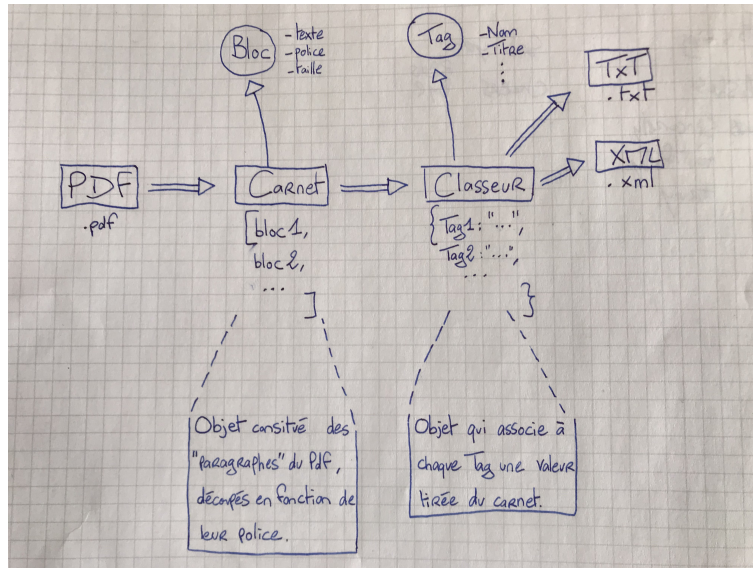 Bloc
-texte
-police
-taille
Tag
-Nom
-Titre
⋮
TxT
.txt
XML
.xml
PDF
.pdf
Carnet
[bloc1,
bloc2,
...
]
Classeur
{Tag1: "...",
Tag2: "...",
...
}
Objet consitué des
"paragraphes" du Pdf,
découpés en fonction de
leur police.
Objet qui associe à
chaque Tag une valeur
tirée du carnet.